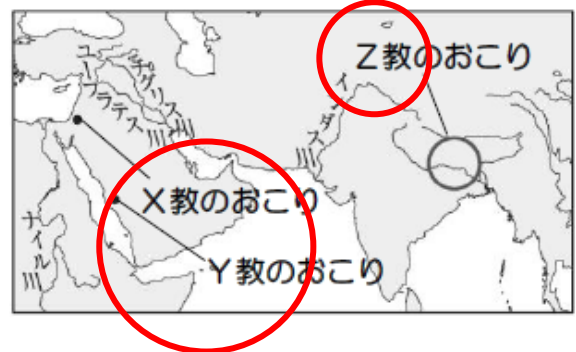 Z教のおこり
ユーフラテス川
チグリス川
インダス川
X教のおこり
ナイル川
Y教のおこり